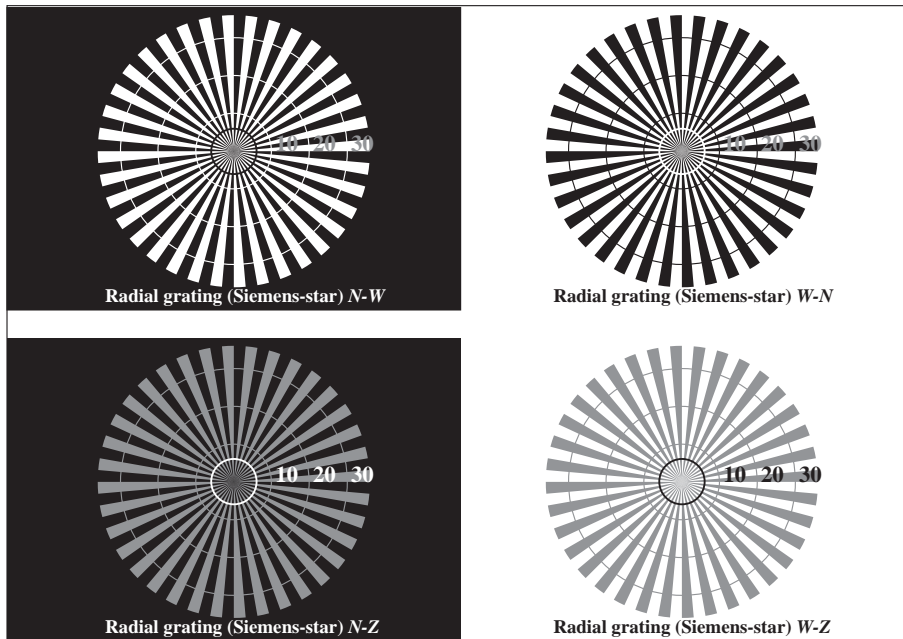 10 20 30
Radial grating (Siemens-star) N-W
10 20 30
Radial grating (Siemens-star) W-N
10 20 30
Radial grating (Siemens-star) N-Z
10 20 30
Radial grating (Siemens-star) W-Z